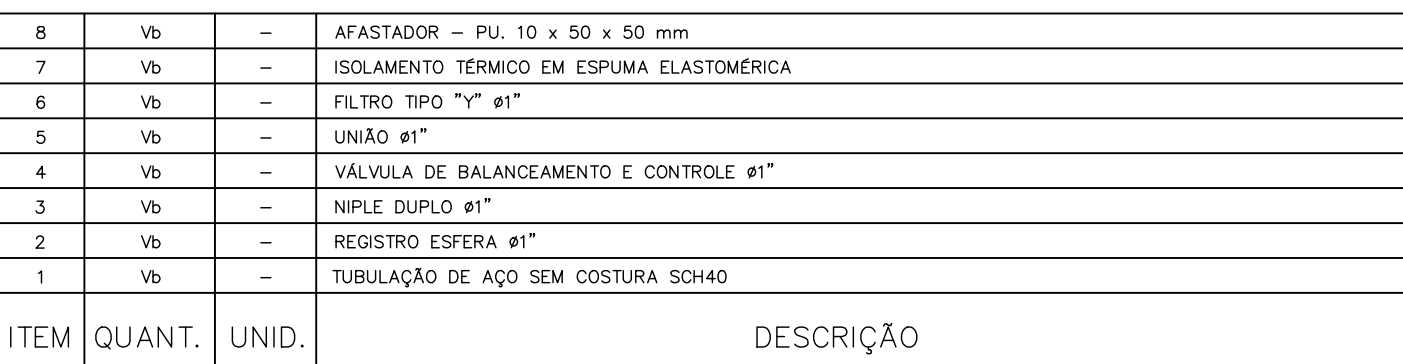 8 Vb – AFASTADOR – PU. 10 x 50 x 50 mm
7 Vb – ISOLAMENTO TÉRMICO EM ESPUMA ELASTOMÉRICA
6 Vb – FILTRO TIPO "Y" ø1"
5 Vb – UNIÃO ø1"
4 Vb – VÁLVULA DE BALANCEAMENTO E CONTROLE ø1"
3 Vb – NIPLE DUPLO ø1"
2 Vb – REGISTRO ESFERA ø1"
1 Vb – TUBULAÇÃO DE AÇO SEM COSTURA SCH40
ITEM QUANT. UNID. DESCRIÇÃO